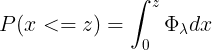 P(x <= z) = \int_0^z \Phi_\lambda dx